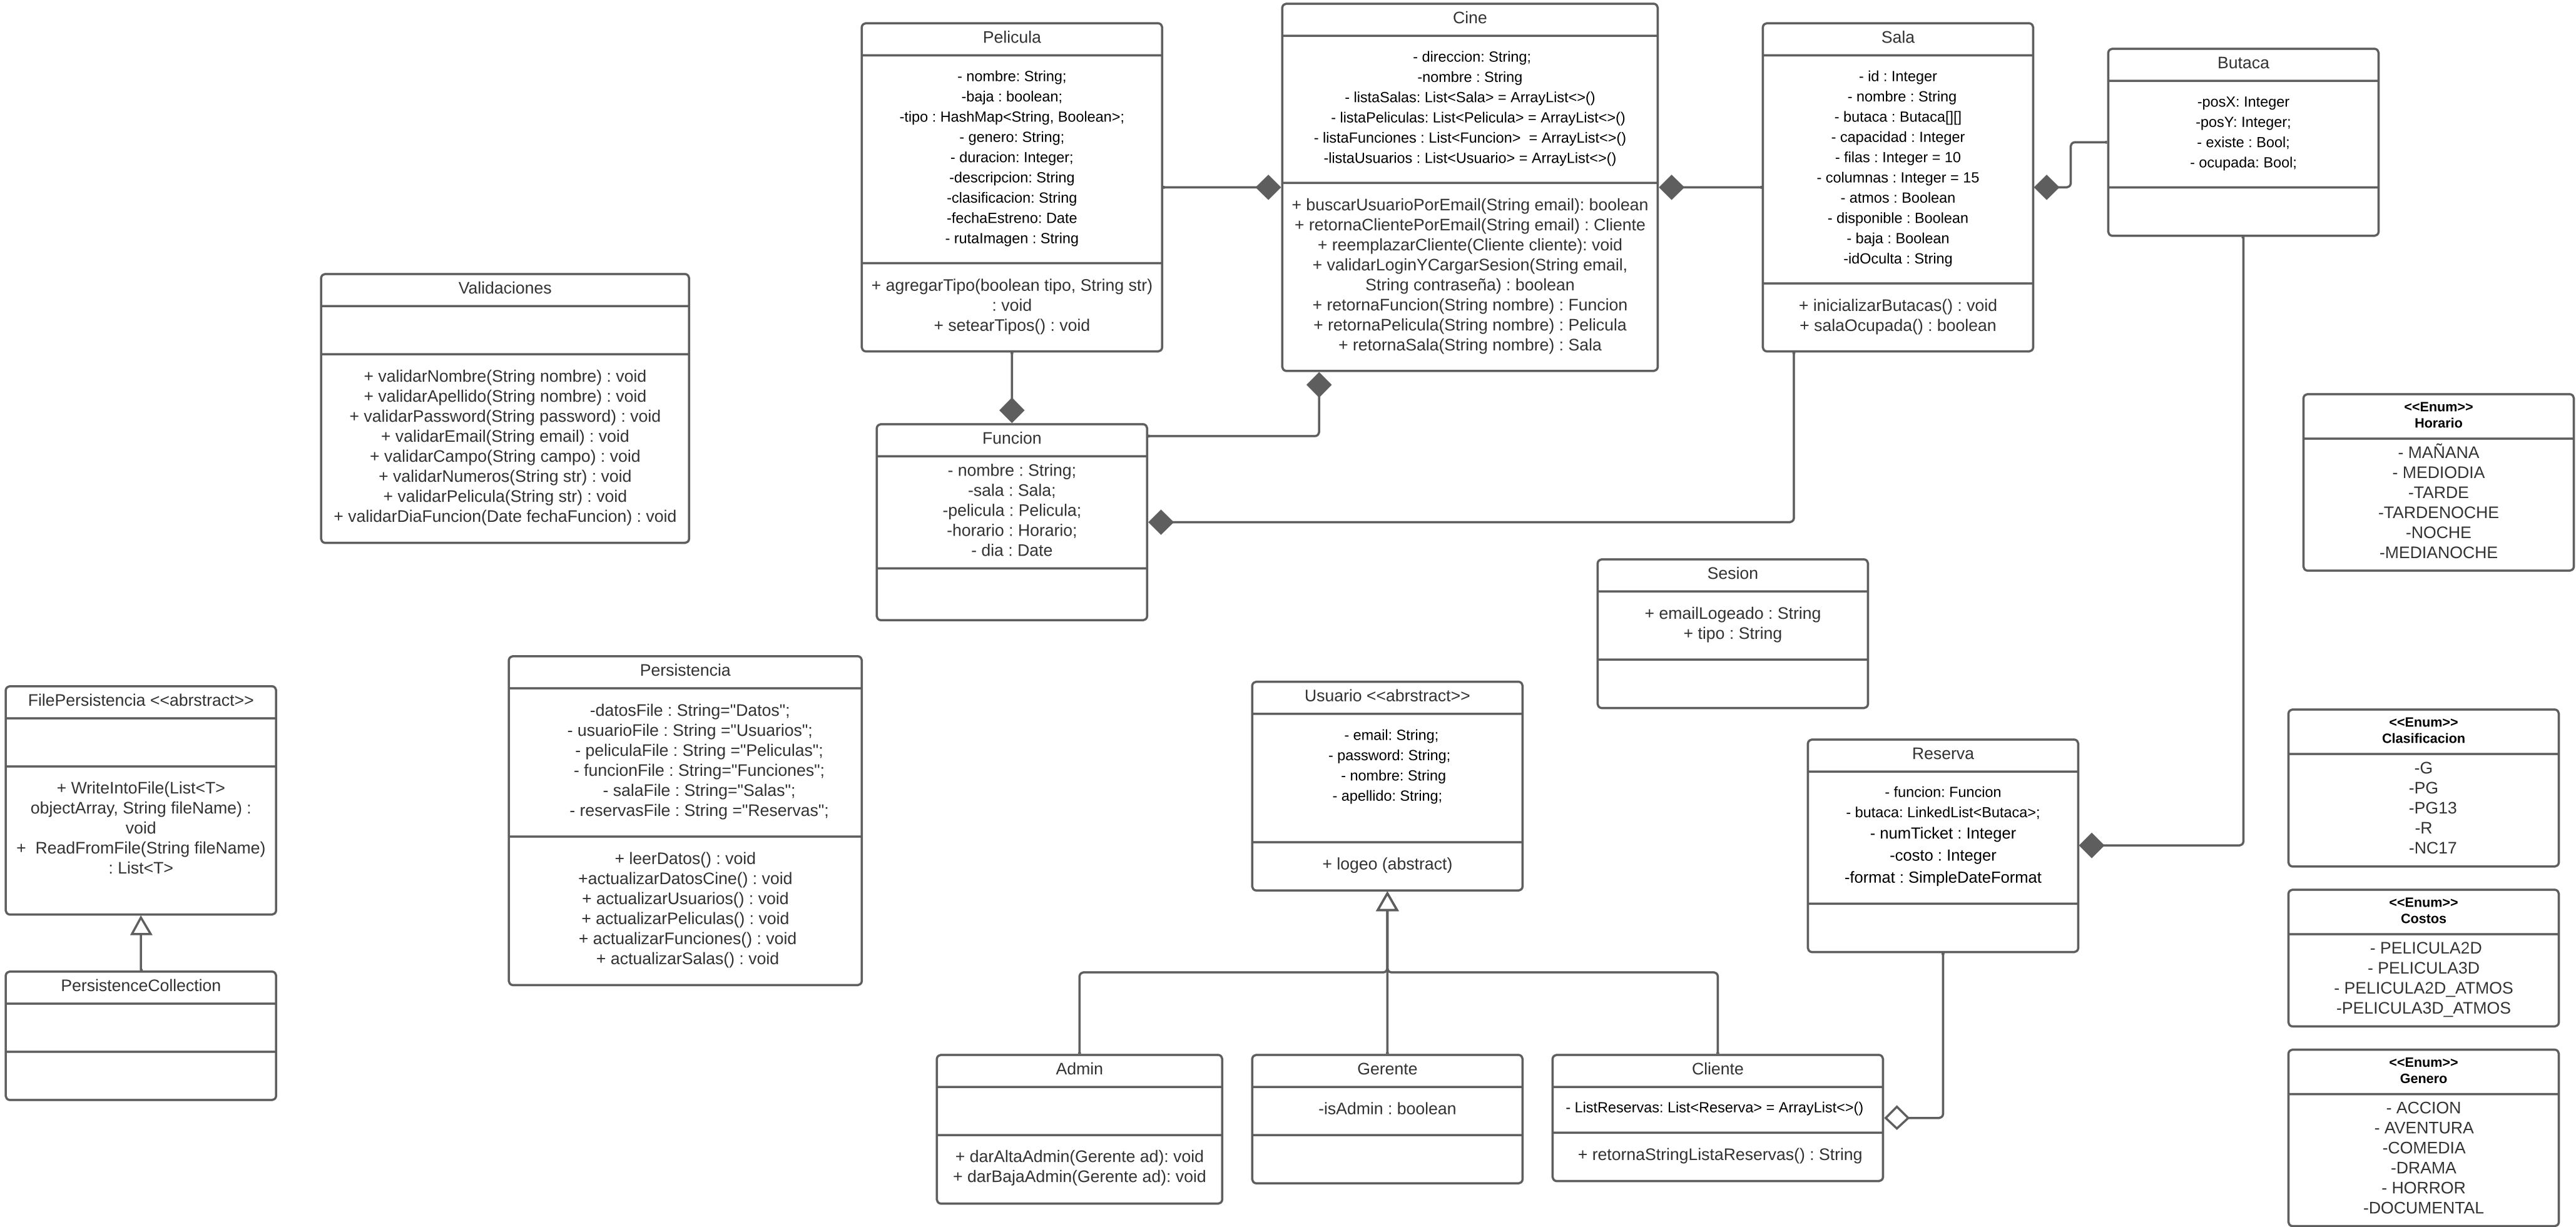 Pelicula
- nombre: String;
-baja : boolean;
-tipo : HashMap<String, Boolean>;
- genero: String;
- duracion: Integer;
-descripcion: String
-clasificacion: String
-fechaEstreno: Date
- rutaImagen : String
+ agregarTipo(boolean tipo, String str)
: void
+ setearTipos() : void
Cine
- direccion: String;
-nombre : String
- listaSalas: List<Sala> = ArrayList<>()
- listaPeliculas: List<Pelicula> = ArrayList<>()
- listaFunciones : List<Funcion>  = ArrayList<>()
-listaUsuarios : List<Usuario> = ArrayList<>()
+ buscarUsuarioPorEmail(String email): boolean
+ retornaClientePorEmail(String email) : Cliente
+ reemplazarCliente(Cliente cliente): void
+ validarLoginYCargarSesion(String email,
String contraseña) : boolean
+ retornaFuncion(String nombre) : Funcion
+ retornaPelicula(String nombre) : Pelicula
+ retornaSala(String nombre) : Sala
Sala
- id : Integer
- nombre : String
- butaca : Butaca[][]
- capacidad : Integer
- filas : Integer = 10
- columnas : Integer = 15
- atmos : Boolean
- disponible : Boolean
- baja : Boolean
-idOculta : String
+ inicializarButacas() : void
+ salaOcupada() : boolean
Butaca
-posX: Integer
-posY: Integer;
- existe : Bool;
- ocupada: Bool;
Validaciones
+ validarNombre(String nombre) : void
+ validarApellido(String nombre) : void
+ validarPassword(String password) : void
+ validarEmail(String email) : void
+ validarCampo(String campo) : void
+ validarNumeros(String str) : void
+ validarPelicula(String str) : void
+ validarDiaFuncion(Date fechaFuncion) : void
Funcion
- nombre : String;
-sala : Sala;
-pelicula : Pelicula;
-horario : Horario;
- dia : Date
<<Enum>>
Horario
- MAÑANA
- MEDIODIA
-TARDE
-TARDENOCHE
-NOCHE
-MEDIANOCHE
Sesion
+ emailLogeado : String
+ tipo : String
FilePersistencia <<abrstract>>
+ WriteIntoFile(List<T>
objectArray, String fileName) :
void
+  ReadFromFile(String fileName)
: List<T>
PersistenceCollection
Persistencia
-datosFile : String="Datos";
- usuarioFile : String ="Usuarios";
- peliculaFile : String ="Peliculas";
- funcionFile : String="Funciones";
- salaFile : String="Salas";
- reservasFile : String ="Reservas";
+ leerDatos() : void
+actualizarDatosCine() : void
+ actualizarUsuarios() : void
+ actualizarPeliculas() : void
+ actualizarFunciones() : void
+ actualizarSalas() : void
Usuario <<abrstract>>
- email: String;
- password: String;
- nombre: String
- apellido: String;
+ logeo (abstract)
Reserva
- funcion: Funcion
- butaca: LinkedList<Butaca>;
- numTicket : Integer
-costo : Integer
-format : SimpleDateFormat
<<Enum>>
Clasificacion
-G
-PG
-PG13
-R
-NC17
<<Enum>>
Costos
- PELICULA2D
- PELICULA3D
- PELICULA2D_ATMOS
-PELICULA3D_ATMOS
Admin
+ darAltaAdmin(Gerente ad): void
+ darBajaAdmin(Gerente ad): void
Gerente
-isAdmin : boolean
Cliente
- ListReservas: List<Reserva> = ArrayList<>()
+ retornaStringListaReservas() : String
<<Enum>>
Genero
- ACCION
- AVENTURA
-COMEDIA
-DRAMA
- HORROR
-DOCUMENTAL